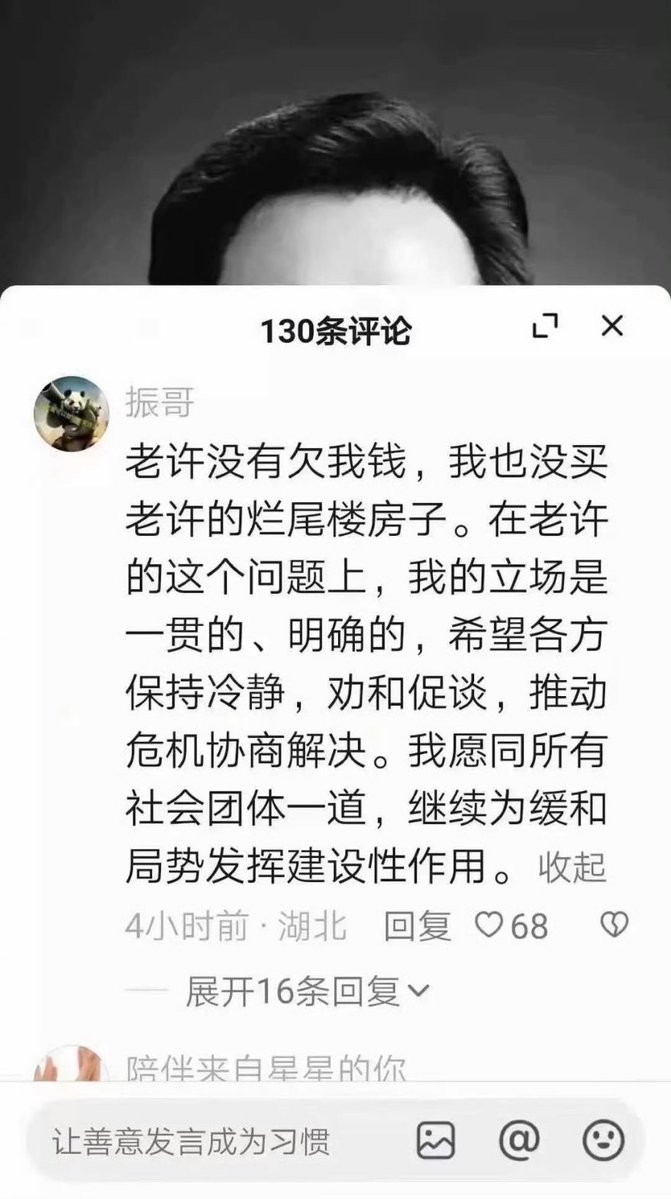 130条评论
振哥
老许没有欠我钱，我也没买
老许的烂尾楼房子。在老许
的这个问题上，我的立场是
一贯的、明确的，希望各方
保持冷静，劝和促谈，推动
危机协商解决。我愿同所有
社会团体一道，继续为缓和
局势发挥建设性作用。 收起
4小时前 · 湖北 回复 68
展开16条回复
陪伴来自星星的你
让善意发言成为习惯